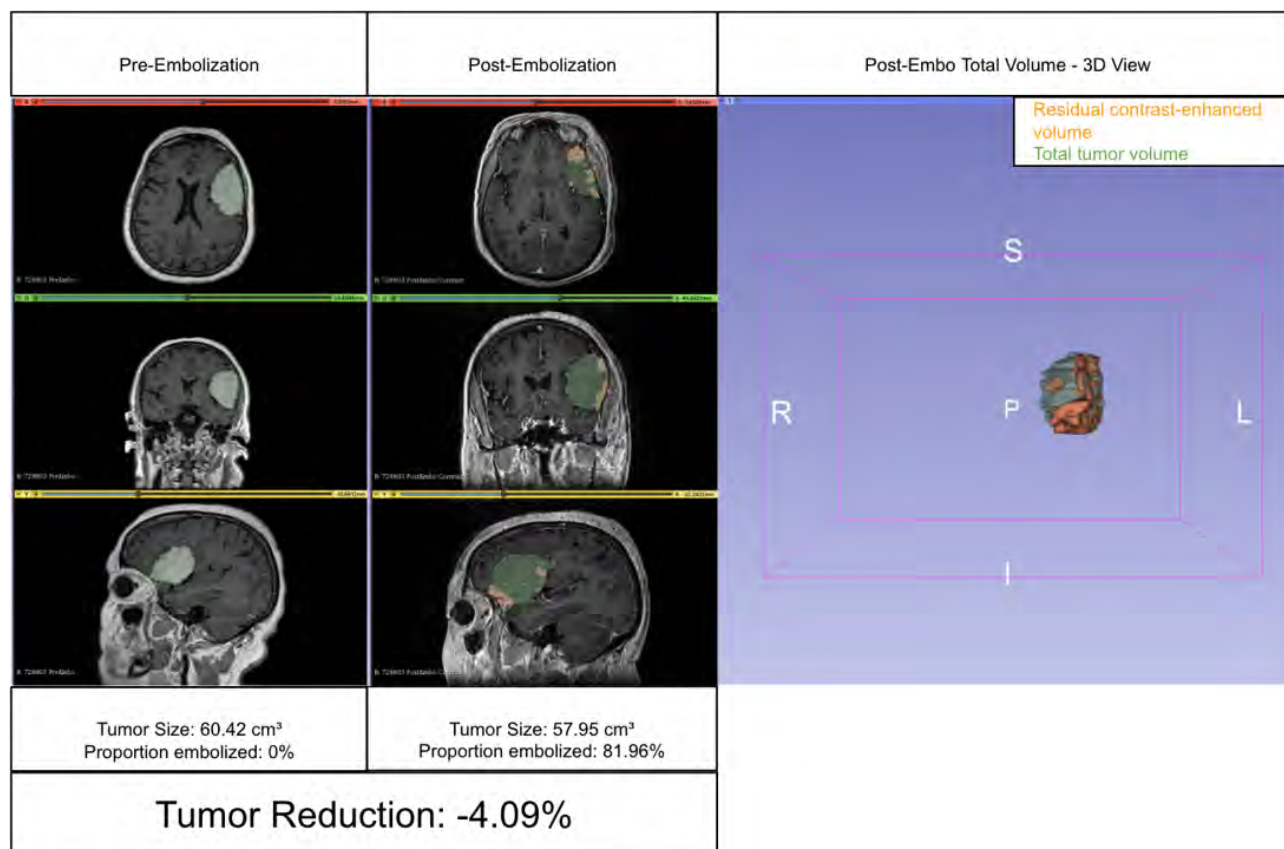 Pre-Embolization
Post-Embolization
Post-Embo Total Volume - 3D View
Residual contrast-enhanced
volume
Total tumor volume
S
R
P
L
I
Tumor Size: 60.42 cm³
Proportion embolized: 0%
Tumor Size: 57.95 cm³
Proportion embolized: 81.96%
Tumor Reduction: -4.09%